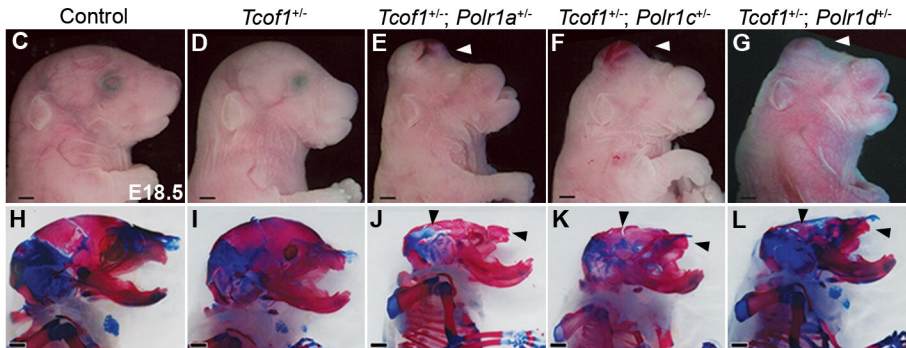 Control Tcof1+/- Tcof1+/-; Polr1a+/- Tcof1+/-; Polr1c+/- Tcof1+/-; Polr1d+/-
C D E F G
E18.5
H I J K L